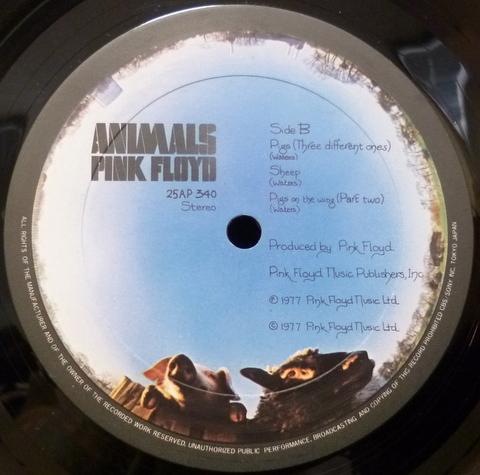 ANIMALS
PINK FLOYD
25AP 340
Stereo
Side B
Pigs (Three different ones)
(Waters)
Sheep
(Waters)
Pigs on the wing (Part two)
(Waters)
Produced by Pink Floyd.
Pink Floyd Music Publishers, Inc.
© 1977 Pink Floyd Music Ltd.
℗ 1977 Pink Floyd Music Ltd.
ALL RIGHTS OF THE MANUFACTURER AND OF THE OWNER OF THE RECORDED WORK RESERVED. UNAUTHORIZED PUBLIC PERFORMANCE, BROADCASTING AND COPYING OF THIS RECORD PROHIBITED CBS/SONY INC. TOKYO JAPAN